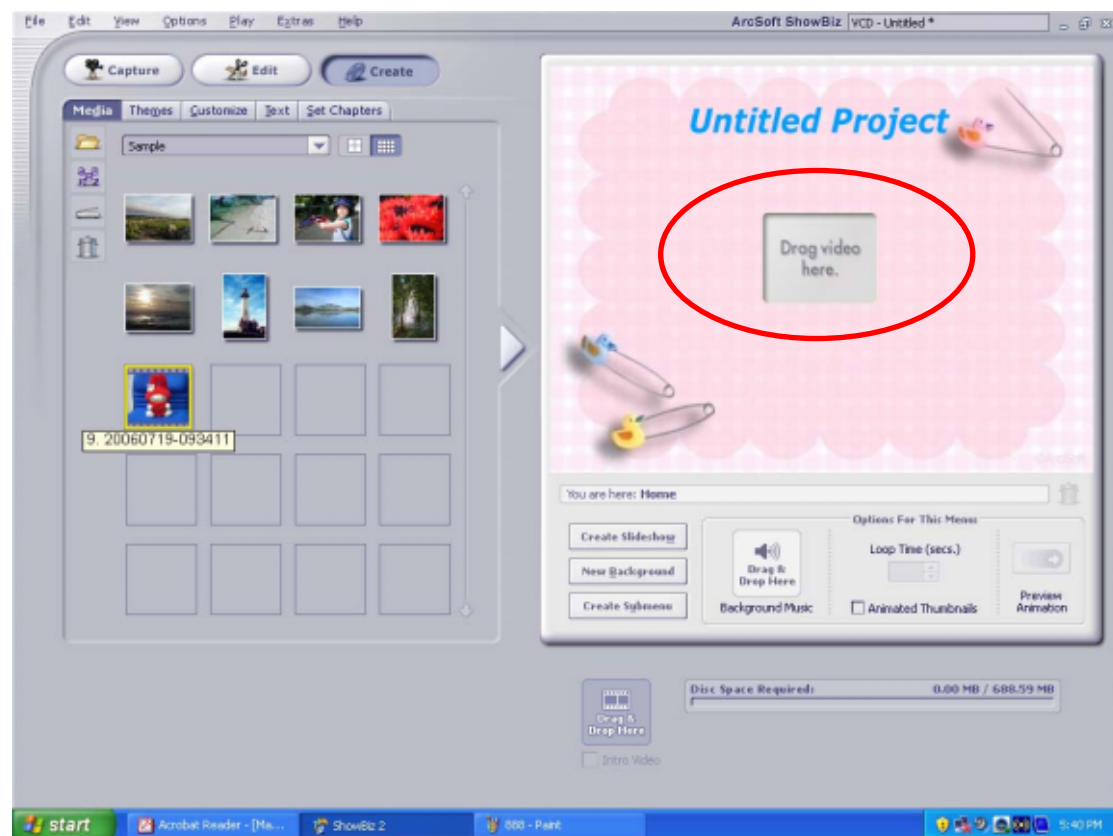 File Edit View Options Play Extras Help
ArcSoft ShowBiz VCD - Untitled *
Capture Edit Create
Media Themes Customize Text Set Chapters
Sample
Untitled Project
Drag video
here.
9. 20060719-093411
©ArcSoft
You are here: Home
Create Slideshow
New Background
Create Submenu
Drag &
Drop Here
Background Music
Options For This Menu
Loop Time (secs.)
Animated Thumbnails
Preview
Animation
Drag &
Drop Here
Intro Video
Disc Space Required: 0.00 MB / 688.59 MB
start Acrobat Reader - [Ma... ShowBiz 2 888 - Paint 5:40 PM